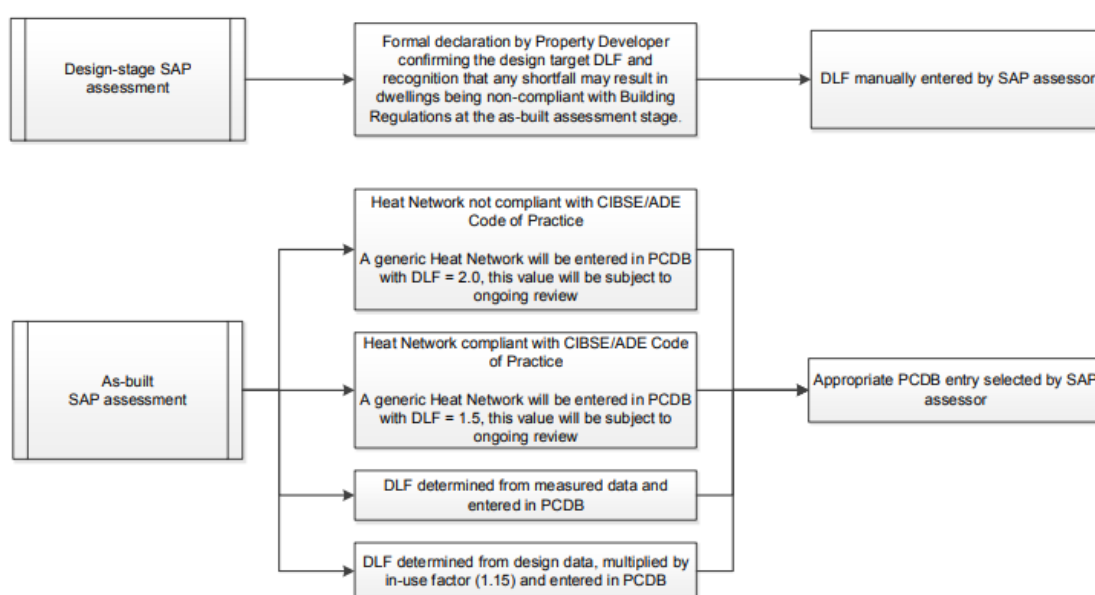 Design-stage SAP
assessment
Formal declaration by Property Developer
confirming the design target DLF and
recognition that any shortfall may result in
dwellings being non-compliant with Building
Regulations at the as-built assessment stage.
DLF manually entered by SAP assessor
As-built
SAP assessment
Heat Network not compliant with CIBSE/ADE
Code of Practice
A generic Heat Network will be entered in PCDB
with DLF = 2.0, this value will be subject to
ongoing review
Heat Network compliant with CIBSE/ADE Code
of Practice
A generic Heat Network will be entered in PCDB
with DLF = 1.5, this value will be subject to
ongoing review
DLF determined from measured data and
entered in PCDB
DLF determined from design data, multiplied by
in-use factor (1.15) and entered in PCDB
Appropriate PCDB entry selected by SAP
assessor